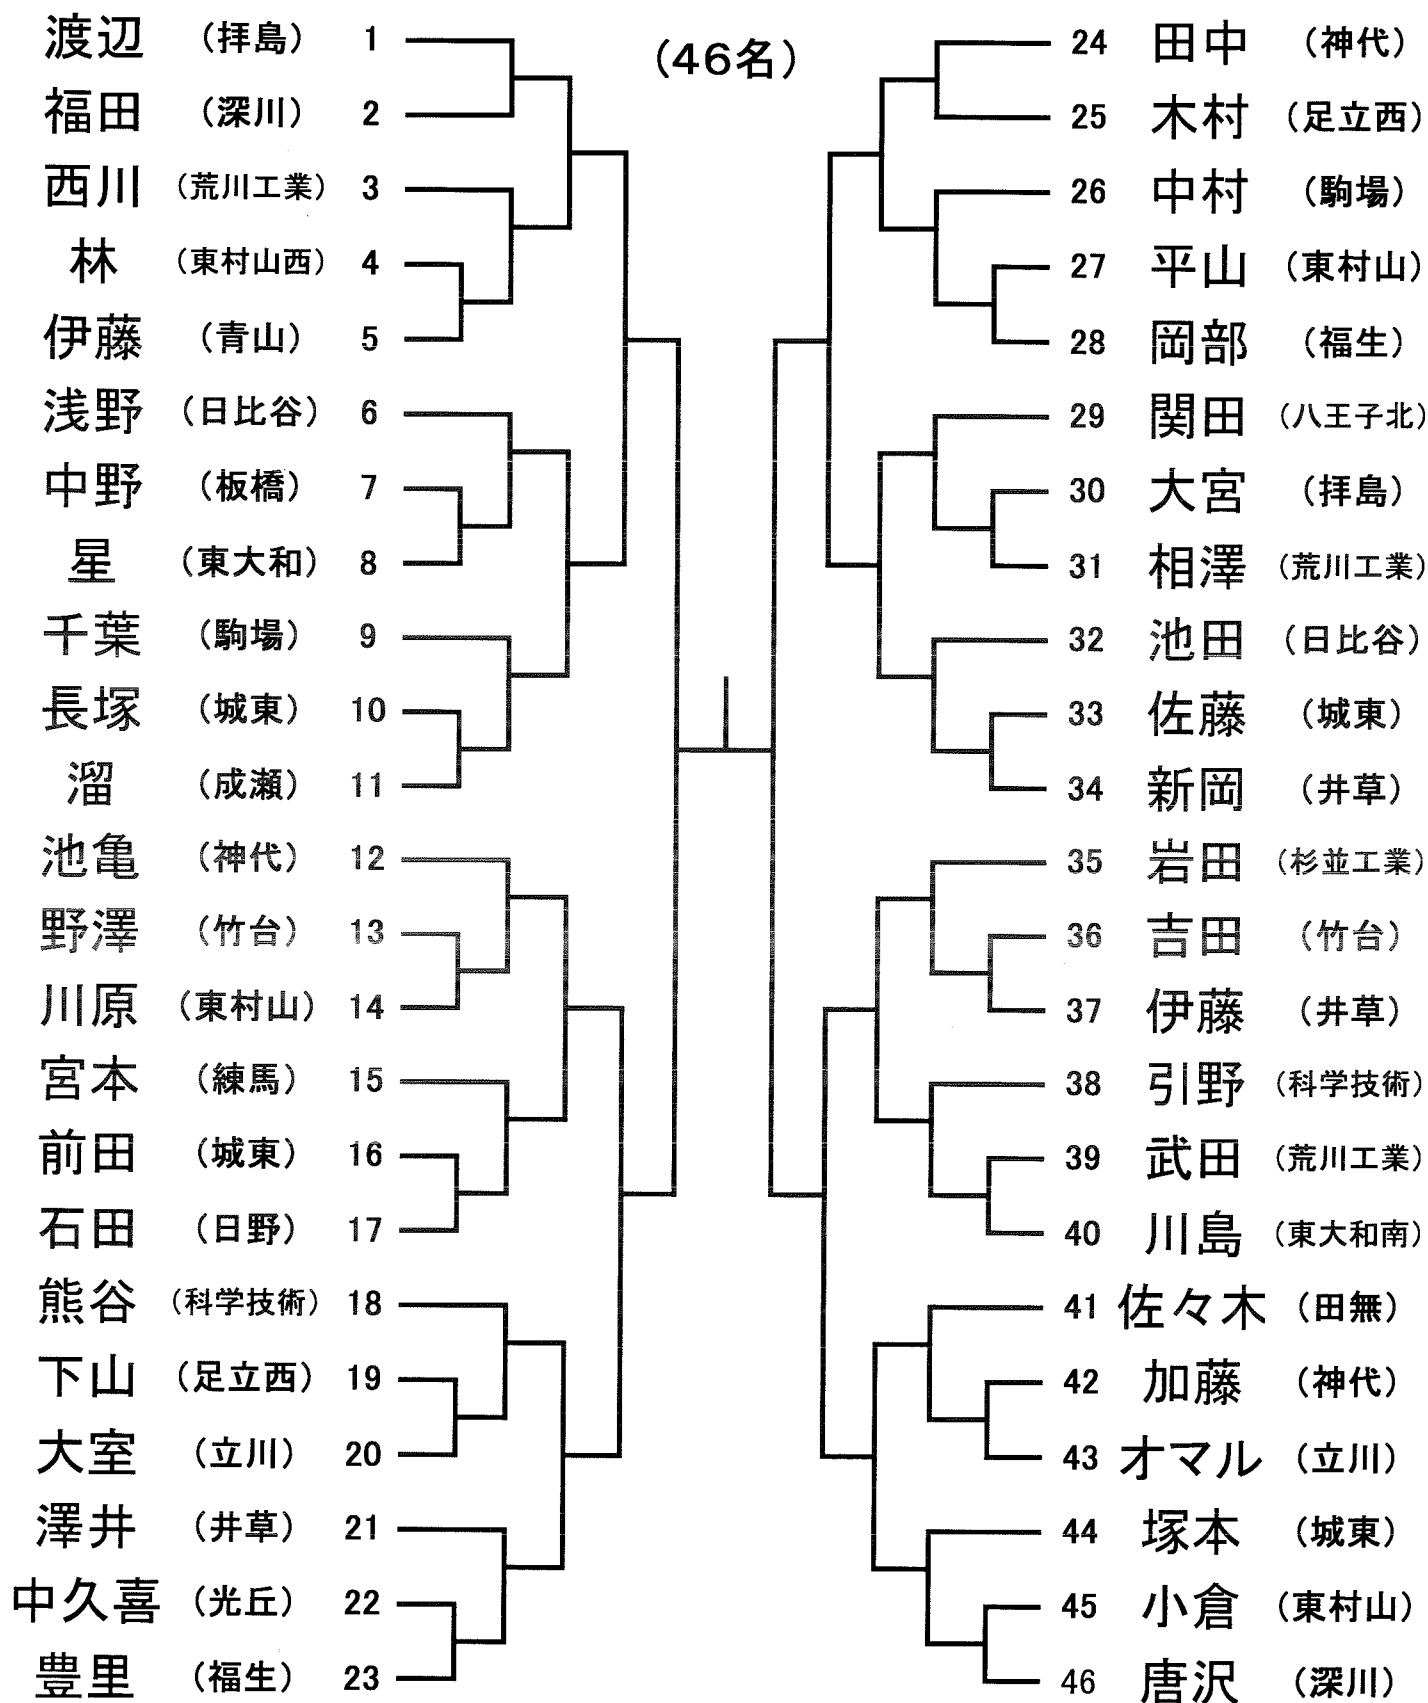 (46名)
渡辺 (拝島) 1
福田 (深川) 2
西川 (荒川工業) 3
林 (東村山西) 4
伊藤 (青山) 5
浅野 (日比谷) 6
中野 (板橋) 7
星 (東大和) 8
千葉 (駒場) 9
長塚 (城東) 10
溜 (成瀬) 11
池亀 (神代) 12
野澤 (竹台) 13
川原 (東村山) 14
宮本 (練馬) 15
前田 (城東) 16
石田 (日野) 17
熊谷 (科学技術) 18
下山 (足立西) 19
大室 (立川) 20
澤井 (井草) 21
中久喜 (光丘) 22
豊里 (福生) 23
24 田中 (神代)
25 木村 (足立西)
26 中村 (駒場)
27 平山 (東村山)
28 岡部 (福生)
29 関田 (八王子北)
30 大宮 (拝島)
31 相澤 (荒川工業)
32 池田 (日比谷)
33 佐藤 (城東)
34 新岡 (井草)
35 岩田 (杉並工業)
36 吉田 (竹台)
37 伊藤 (井草)
38 引野 (科学技術)
39 武田 (荒川工業)
40 川島 (東大和南)
41 佐々木 (田無)
42 加藤 (神代)
43 オマル (立川)
44 塚本 (城東)
45 小倉 (東村山)
46 唐沢 (深川)